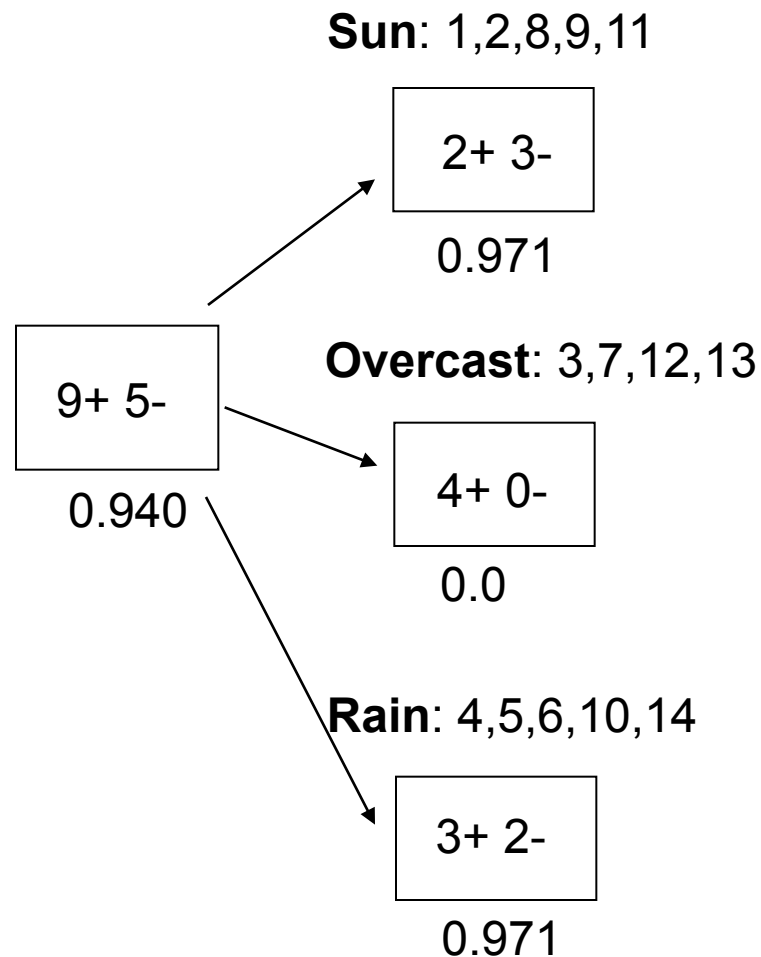 Sun: 1,2,8,9,11
2+ 3-
0.971
9+ 5-
0.940
Overcast: 3,7,12,13
4+ 0-
0.0
Rain: 4,5,6,10,14
3+ 2-
0.971